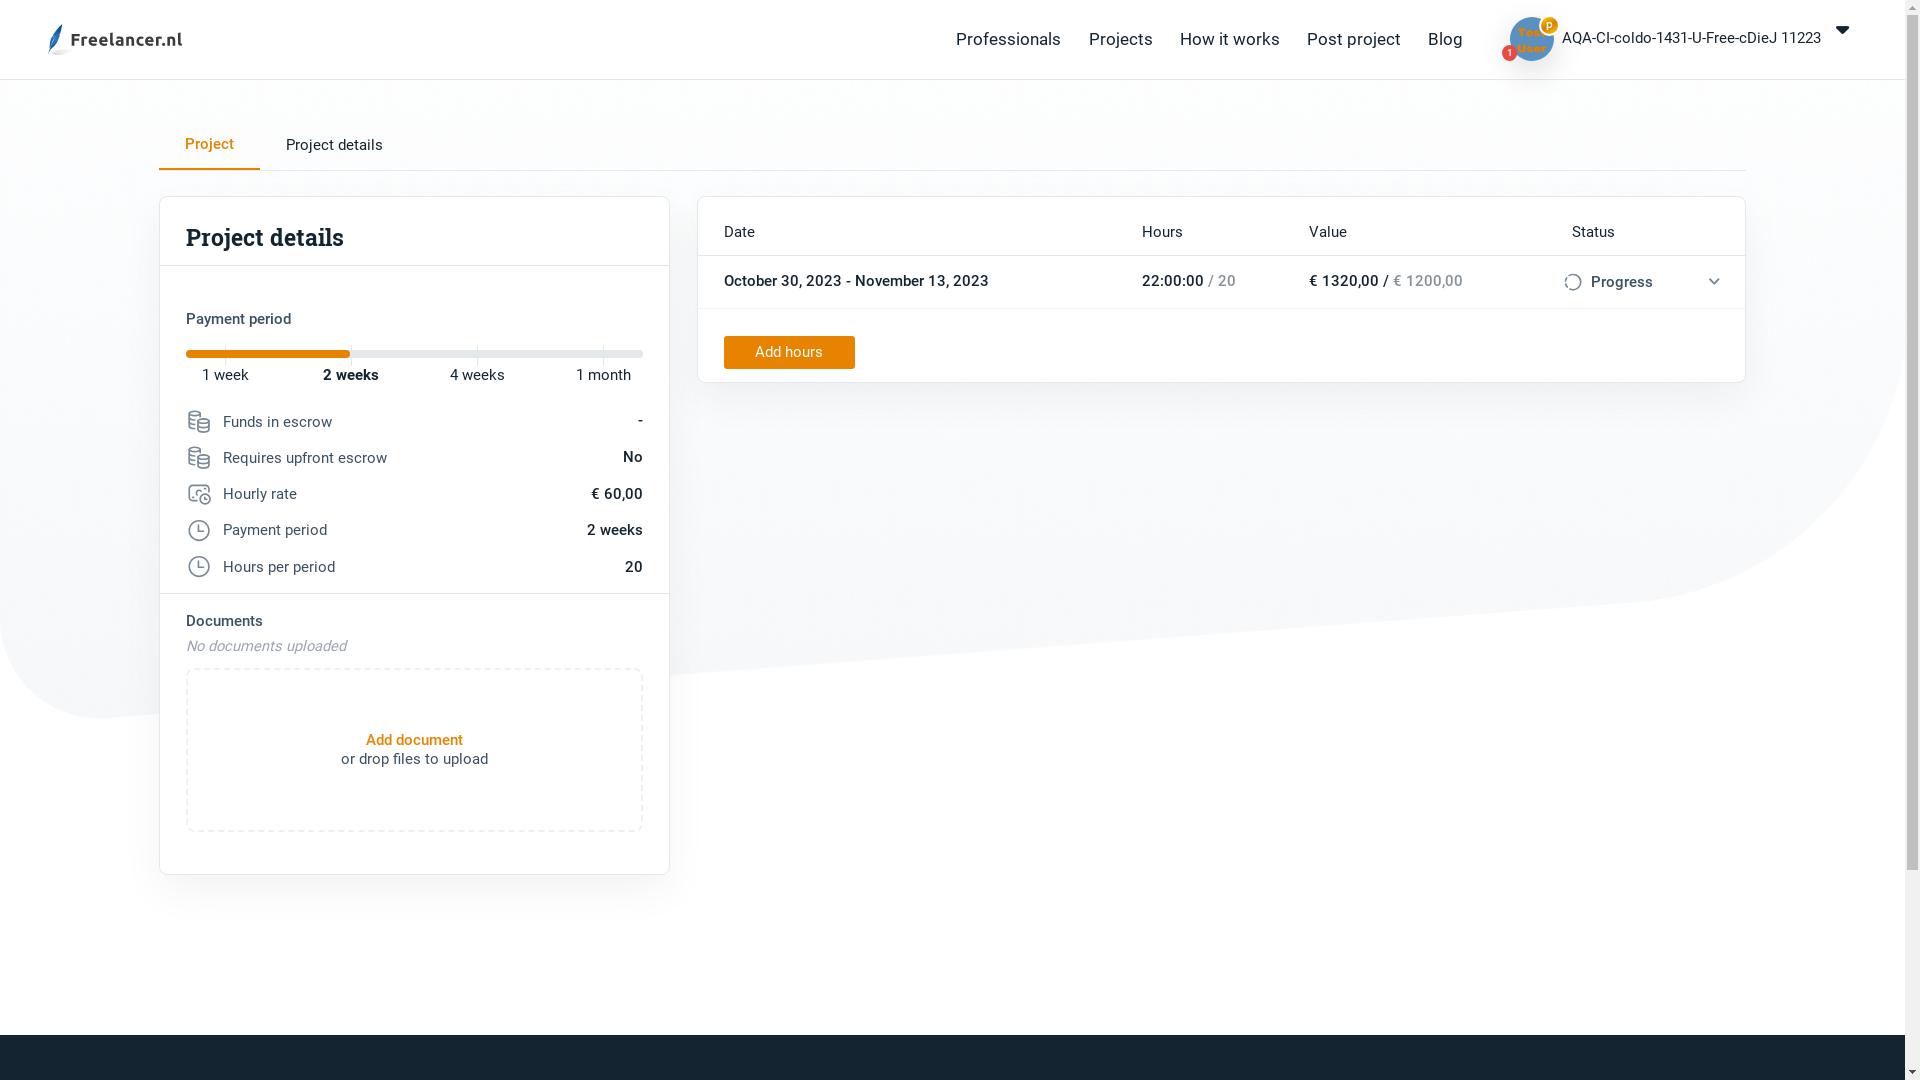 Freelancer.nl
Professionals
Projects
How it works
Post project
Blog
P
1
AQA-CI-coldo-1431-U-Free-cDieJ 11223
Project
Project details
Project details
Payment period
1 week
2 weeks
4 weeks
1 month
Funds in escrow
-
Requires upfront escrow
No
Hourly rate
€ 60,00
Payment period
2 weeks
Hours per period
20
Documents
No documents uploaded
Add document
or drop files to upload
Date
Hours
Value
Status
October 30, 2023 - November 13, 2023
22:00:00 / 20
€ 1320,00 / € 1200,00
Progress
Add hours